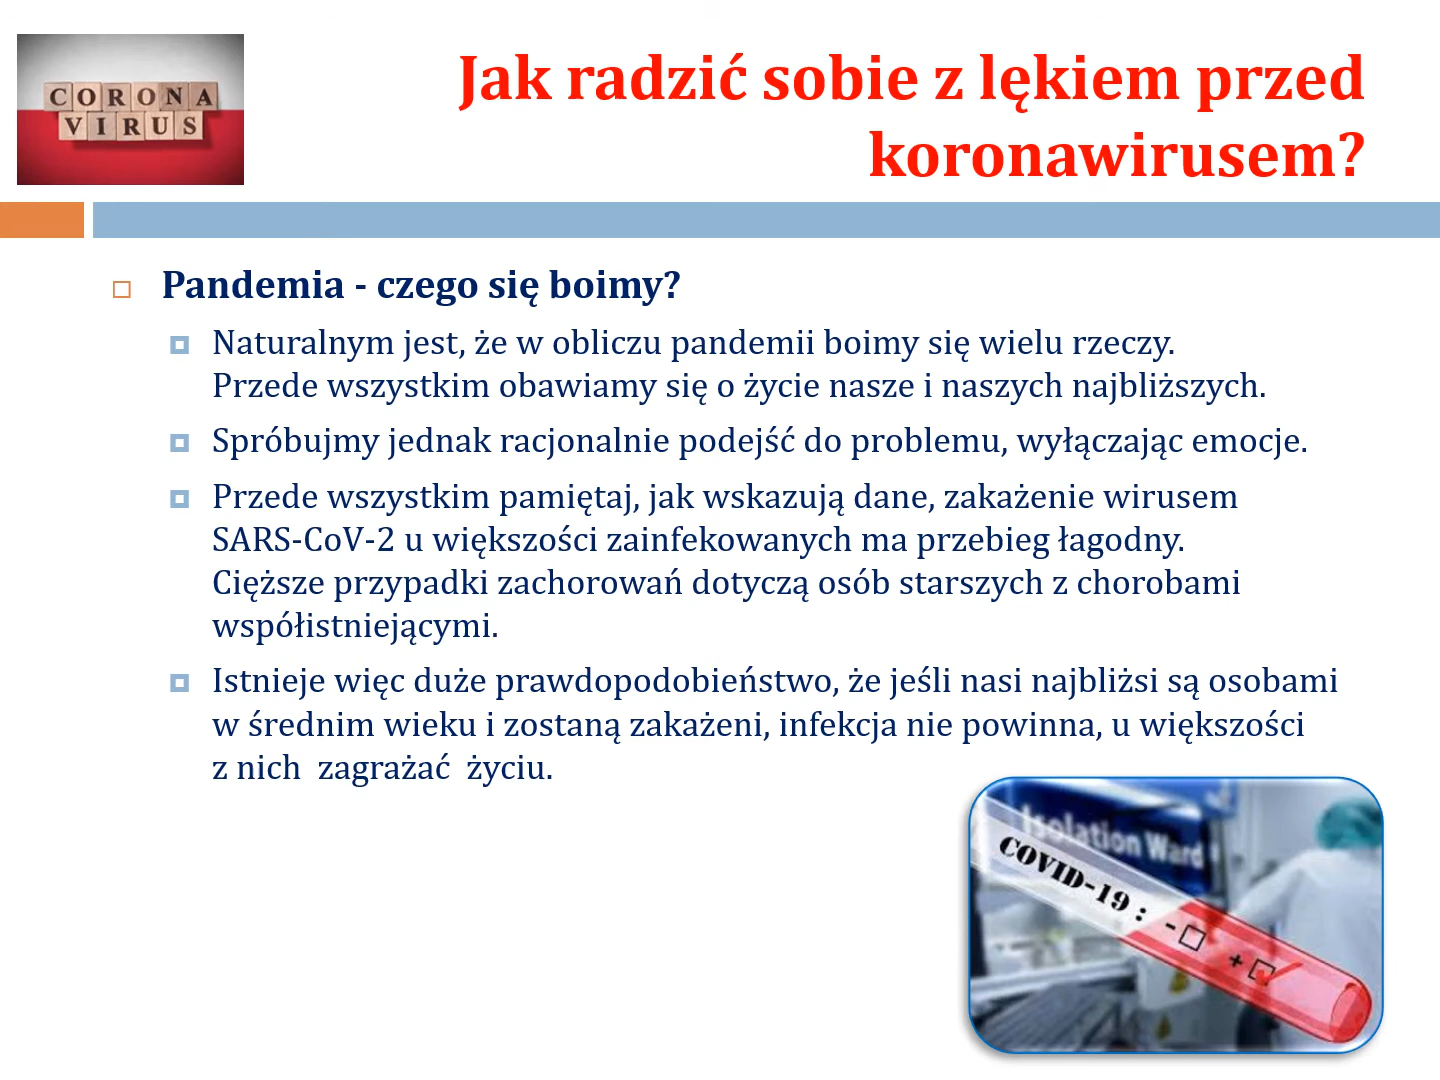 CORONA
VIRUS
Jak radzić sobie z lękiem przed
koronawirusem?
Pandemia - czego się boimy?
Naturalnym jest, że w obliczu pandemii boimy się wielu rzeczy.
Przede wszystkim obawiamy się o życie nasze i naszych najbliższych.
Spróbujmy jednak racjonalnie podejść do problemu, wyłączając emocje.
Przede wszystkim pamiętaj, jak wskazują dane, zakażenie wirusem
SARS-CoV-2 u większości zainfekowanych ma przebieg łagodny.
Cięższe przypadki zachorowań dotyczą osób starszych z chorobami
współistniejącymi.
Istnieje więc duże prawdopodobieństwo, że jeśli nasi najbliżsi są osobami
w średnim wieku i zostaną zakażeni, infekcja nie powinna, u większości
z nich  zagrażać  życiu.
Isolation Ward
COVID-19 :
- □ + ☑